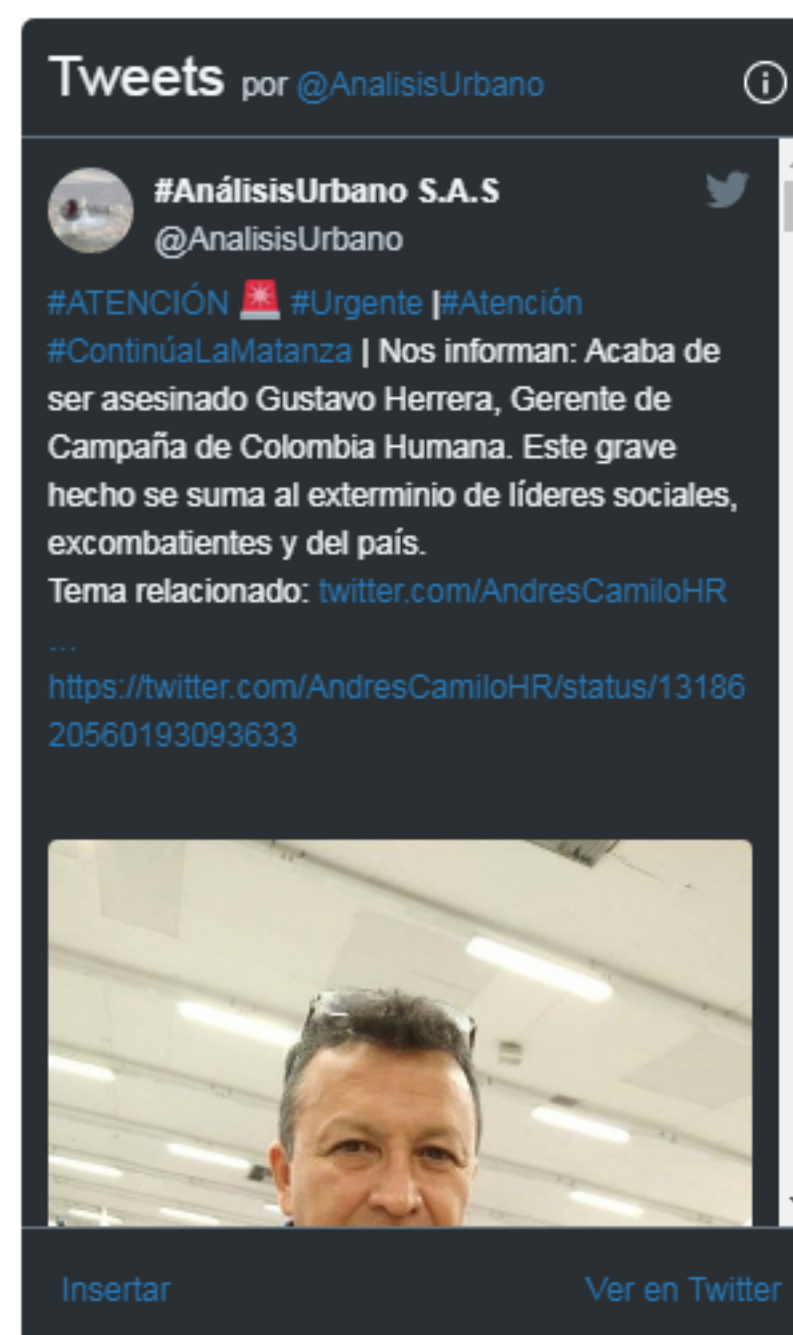 Tweets por @AnalisisUrbano
#AnálisisUrbano S.A.S
@AnalisisUrbano
#ATENCIÓN 🚨 #Urgente |#Atención
#ContinúaLaMatanza | Nos informan: Acaba de
ser asesinado Gustavo Herrera, Gerente de
Campaña de Colombia Humana. Este grave
hecho se suma al exterminio de líderes sociales,
excombatientes y del país.
Tema relacionado: twitter.com/AndresCamiloHR
...
https://twitter.com/AndresCamiloHR/status/13186
205560193093633
Insertar
Ver en Twitter